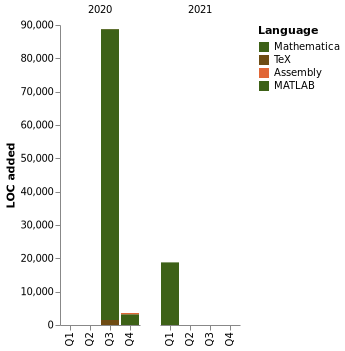 2020
2021
Language
Mathematica
TeX
Assembly
MATLAB
LOC added
90,000
80,000
70,000
60,000
50,000
40,000
30,000
20,000
10,000
0
Q1 Q2 Q3 Q4
Q1 Q2 Q3 Q4